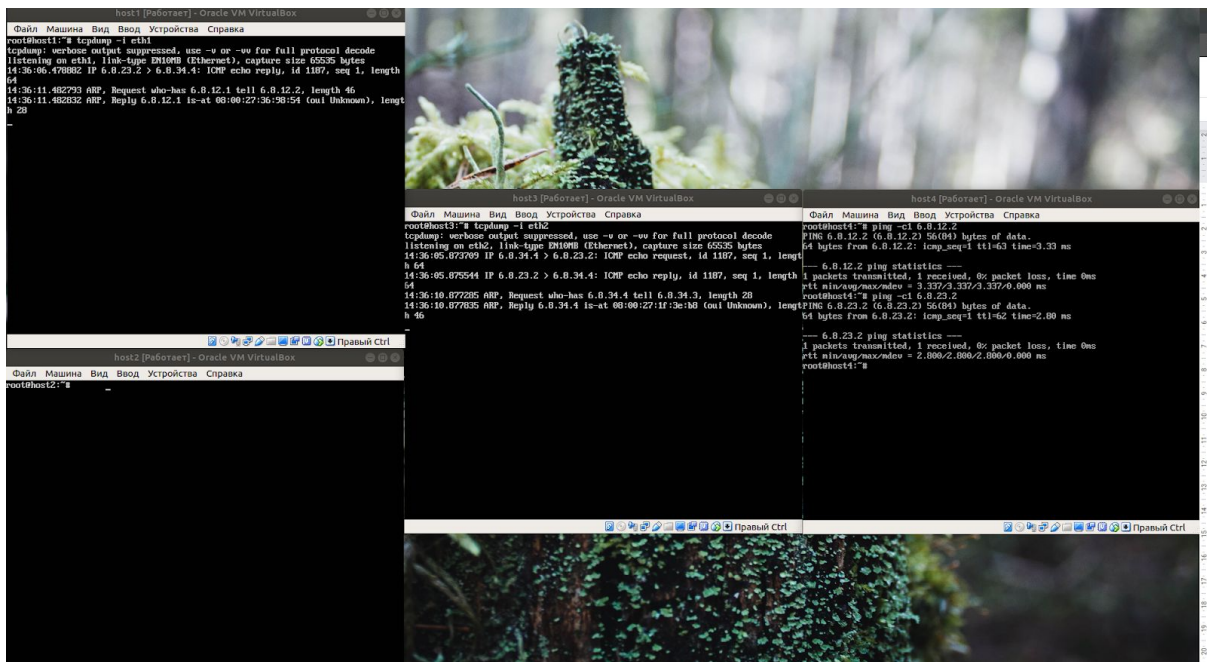 host1 [Работает] - Oracle VM VirtualBox
Файл Машина Вид Ввод Устройства Справка
root@host1:~# tcpdump -i eth1
tcpdump: verbose output suppressed, use -v or -vv for full protocol decode
listening on eth1, link-type EN10MB (Ethernet), capture size 65535 bytes
14:36:06.478882 IP 6.8.23.2 > 6.8.34.4: ICMP echo reply, id 1187, seq 1, length
64
14:36:11.482793 ARP, Request who-has 6.8.12.1 tell 6.8.12.2, length 46
14:36:11.482832 ARP, Reply 6.8.12.1 is-at 08:00:27:36:98:54 (oui Unknown), lengt
h 28
Правый Ctrl
host2 [Работает] - Oracle VM VirtualBox
Файл Машина Вид Ввод Устройства Справка
root@host2:~#
host3 [Работает] - Oracle VM VirtualBox
Файл Машина Вид Ввод Устройства Справка
root@host3:~# tcpdump -i eth2
tcpdump: verbose output suppressed, use -v or -vv for full protocol decode
listening on eth2, link-type EN10MB (Ethernet), capture size 65535 bytes
14:36:05.873709 IP 6.8.34.4 > 6.8.23.2: ICMP echo request, id 1187, seq 1, lengt
h 64
14:36:05.875544 IP 6.8.23.2 > 6.8.34.4: ICMP echo reply, id 1187, seq 1, length
64
14:36:10.877285 ARP, Request who-has 6.8.34.4 tell 6.8.34.3, length 28
14:36:10.877835 ARP, Reply 6.8.34.4 is-at 08:00:27:1f:3e:b8 (oui Unknown), lengt
h 46
Правый Ctrl
host4 [Работает] - Oracle VM VirtualBox
Файл Машина Вид Ввод Устройства Справка
root@host4:~# ping -c1 6.8.12.2
PING 6.8.12.2 (6.8.12.2) 56(84) bytes of data.
64 bytes from 6.8.12.2: icmp_seq=1 ttl=63 time=3.33 ms
--- 6.8.12.2 ping statistics ---
1 packets transmitted, 1 received, 0% packet loss, time 0ms
rtt min/avg/max/mdev = 3.337/3.337/3.337/0.000 ms
root@host4:~# ping -c1 6.8.23.2
PING 6.8.23.2 (6.8.23.2) 56(84) bytes of data.
64 bytes from 6.8.23.2: icmp_seq=1 ttl=62 time=2.80 ms
--- 6.8.23.2 ping statistics ---
1 packets transmitted, 1 received, 0% packet loss, time 0ms
rtt min/avg/max/mdev = 2.800/2.800/2.800/0.000 ms
root@host4:~#
Правый Ctrl